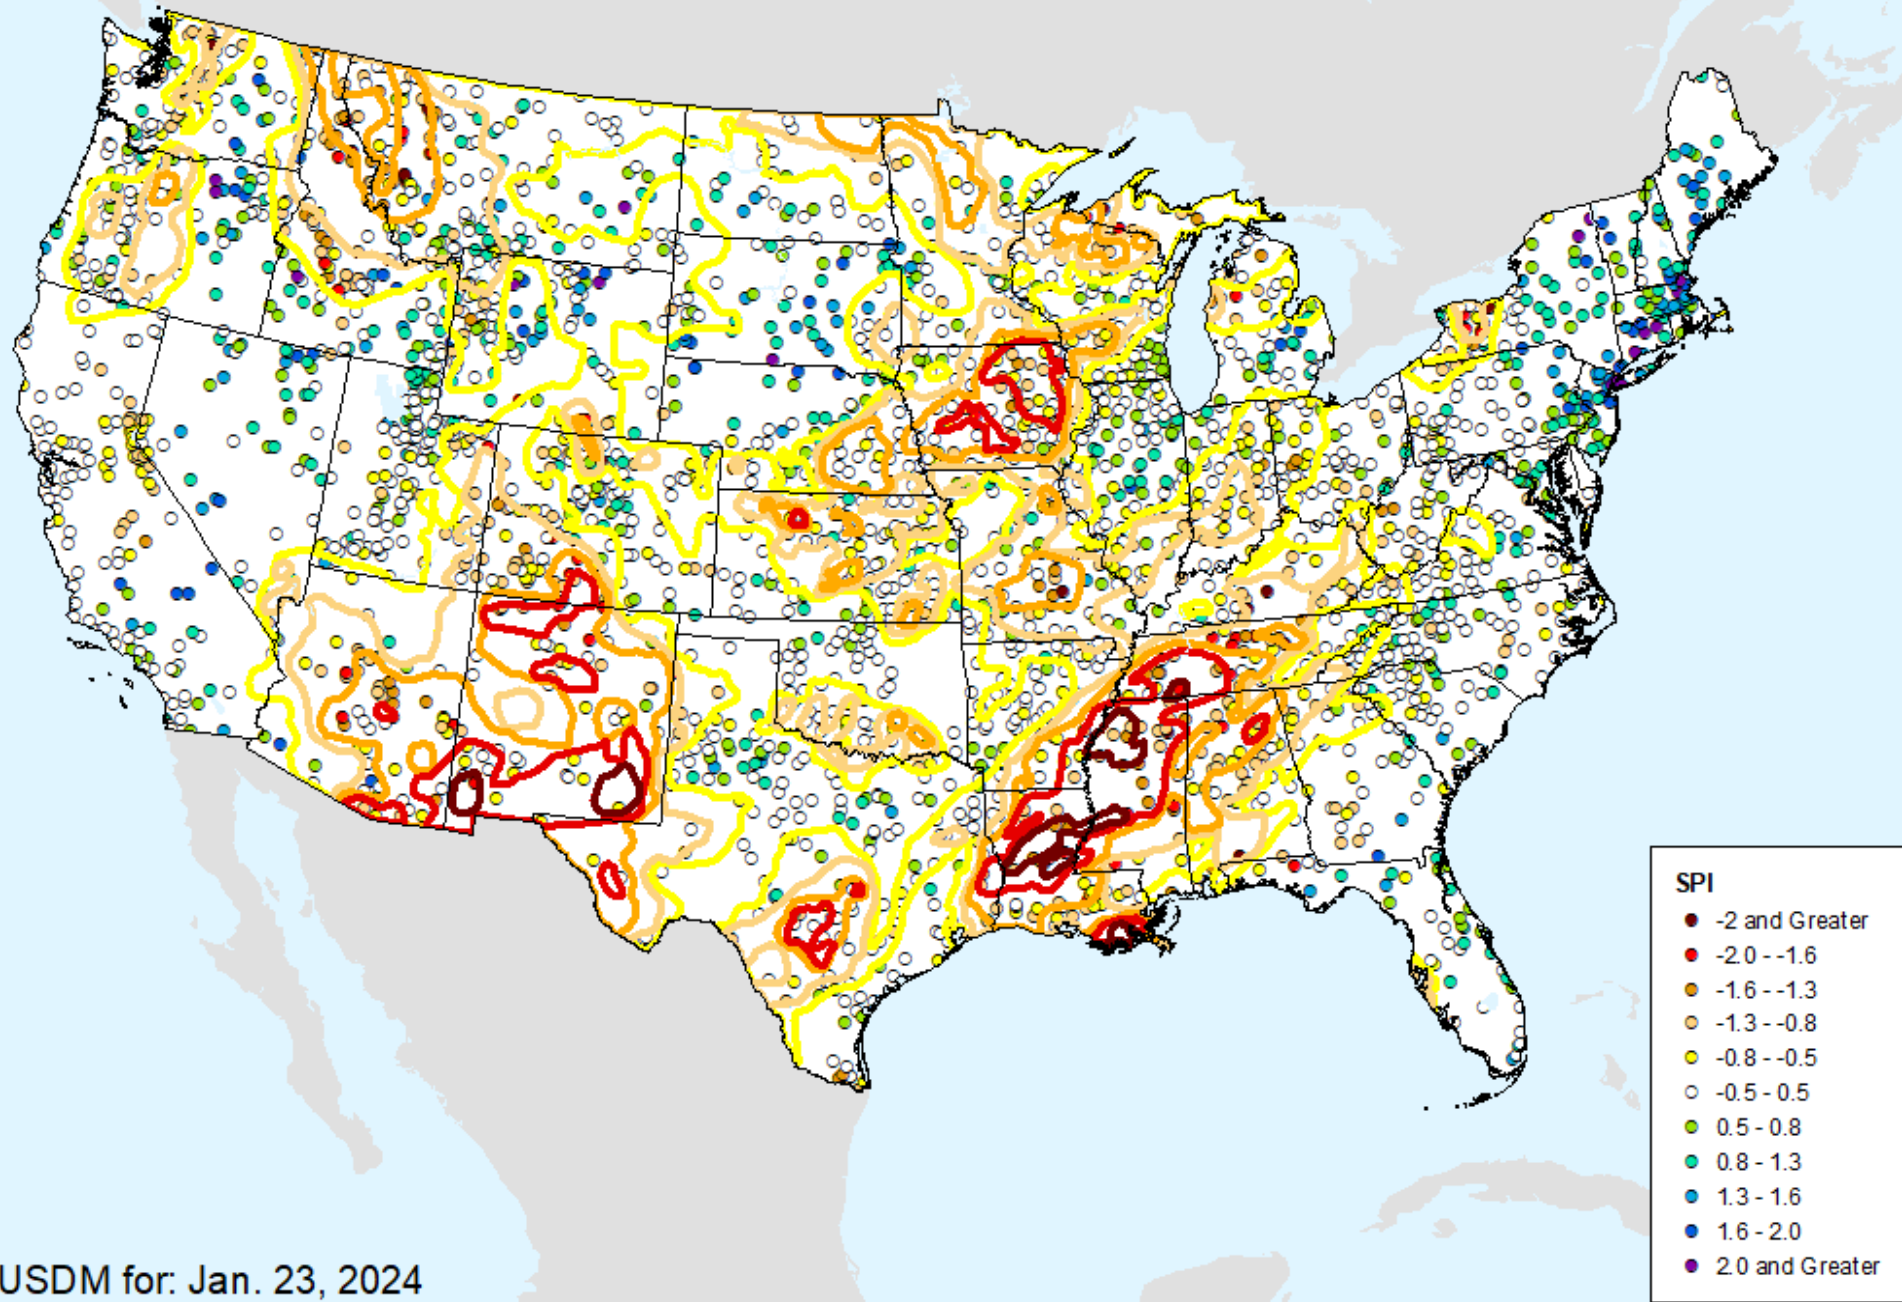 SPI
-2 and Greater
-2.0 - -1.6
-1.6 - -1.3
-1.3 - -0.8
-0.8 - -0.5
-0.5 - 0.5
0.5 - 0.8
0.8 - 1.3
1.3 - 1.6
1.6 - 2.0
2.0 and Greater
USDM for: Jan. 23, 2024